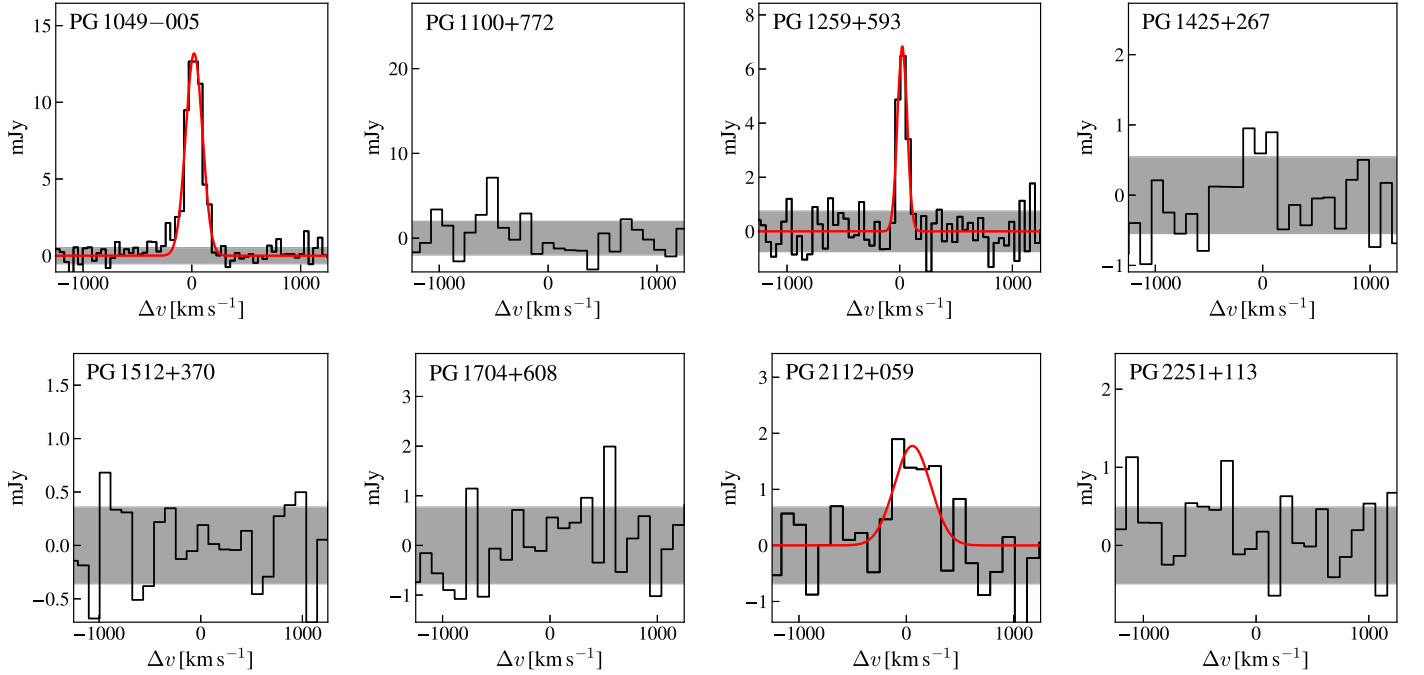 PG 1049−005
mJy
15
10
5
0
−1000 0 1000
Δv [km s⁻¹]
PG 1100+772
mJy
20
10
0
−1000 0 1000
Δv [km s⁻¹]
PG 1259+593
mJy
8
6
4
2
0
−1000 0 1000
Δv [km s⁻¹]
PG 1425+267
mJy
2
1
0
−1
−1000 0 1000
Δv [km s⁻¹]
PG 1512+370
mJy
1.5
1.0
0.5
0.0
−0.5
−1000 0 1000
Δv [km s⁻¹]
PG 1704+608
mJy
3
2
1
0
−1
−1000 0 1000
Δv [km s⁻¹]
PG 2112+059
mJy
3
2
1
0
−1
−1000 0 1000
Δv [km s⁻¹]
PG 2251+113
mJy
2
1
0
−1000 0 1000
Δv [km s⁻¹]